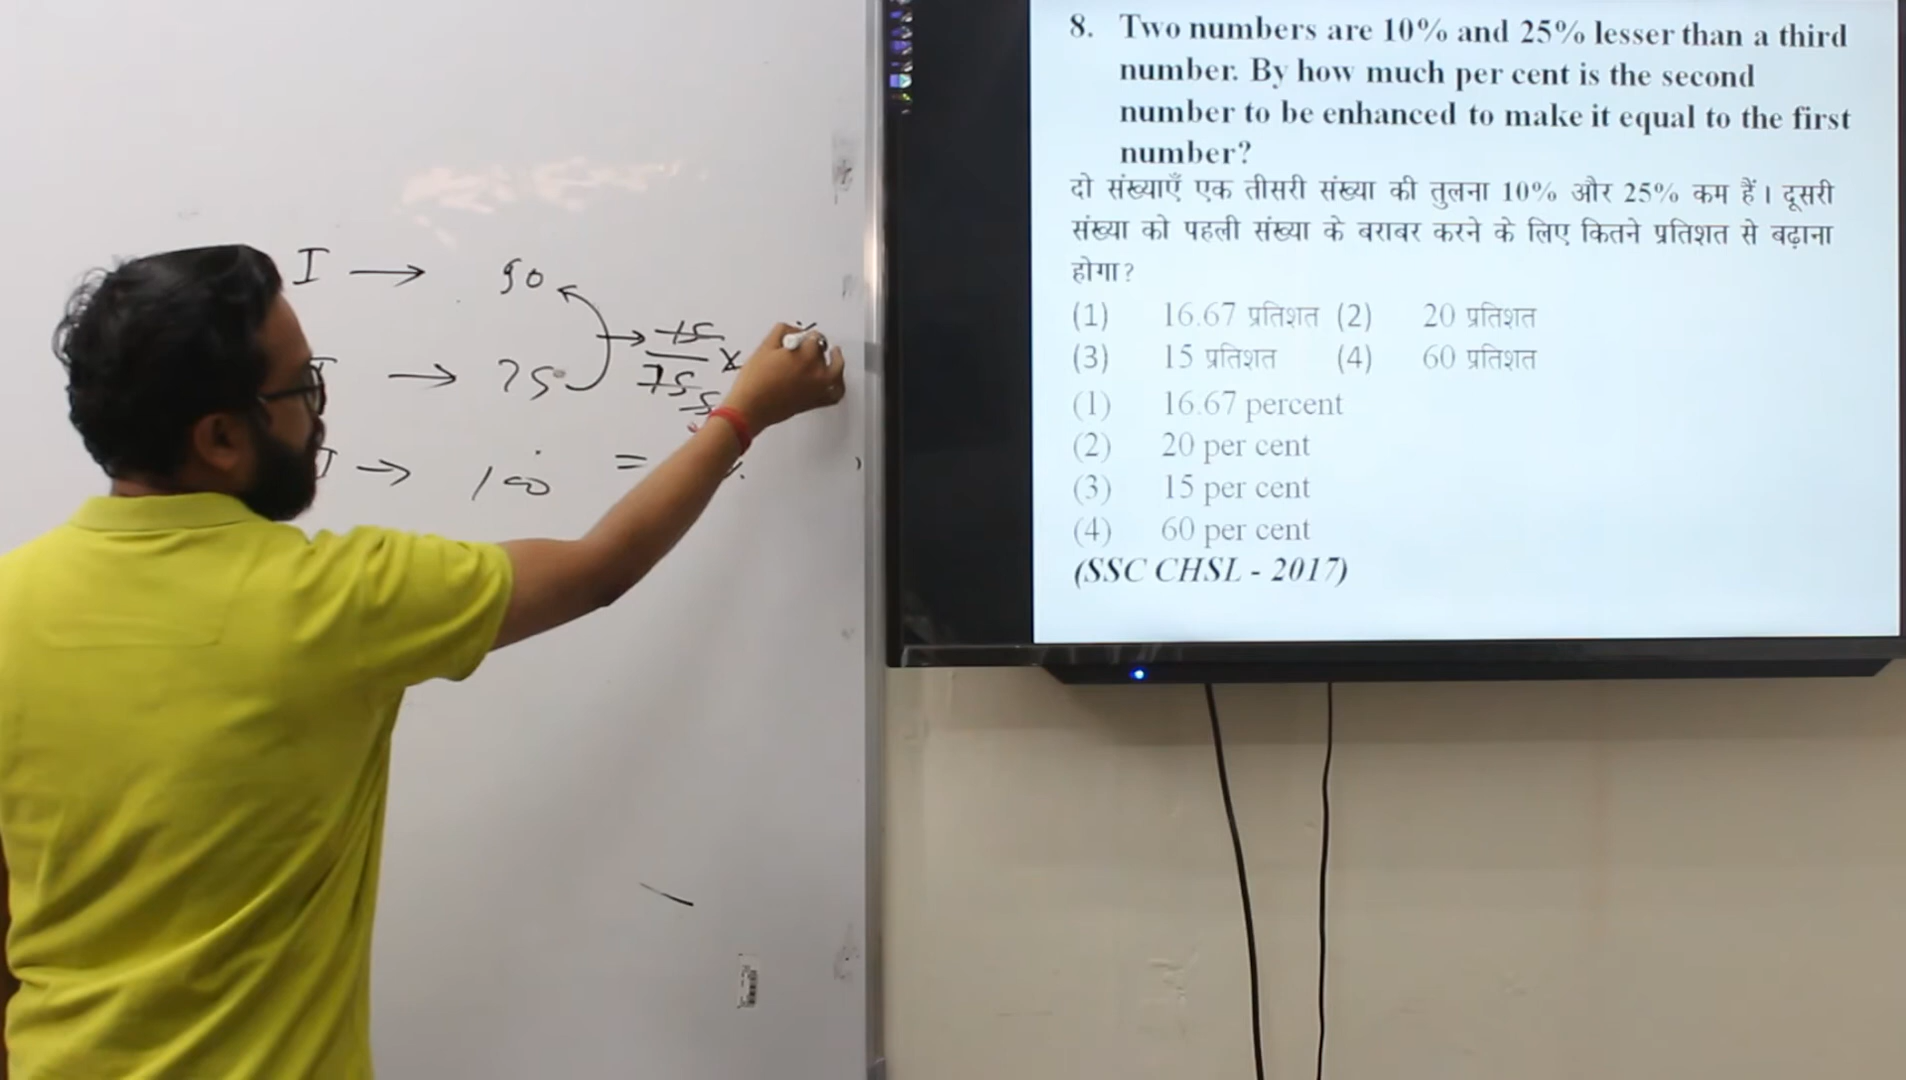 I → 90
→ 75
→ 100
→ 15
75 ×
5
=
8. Two numbers are 10% and 25% lesser than a third
number. By how much per cent is the second
number to be enhanced to make it equal to the first
number?
दो संख्याएँ एक तीसरी संख्या की तुलना 10% और 25% कम हैं। दूसरी
संख्या को पहली संख्या के बराबर करने के लिए कितने प्रतिशत से बढ़ाना
होगा?
(1) 16.67 प्रतिशत (2) 20 प्रतिशत
(3) 15 प्रतिशत (4) 60 प्रतिशत
(1) 16.67 percent
(2) 20 per cent
(3) 15 per cent
(4) 60 per cent
(SSC CHSL - 2017)